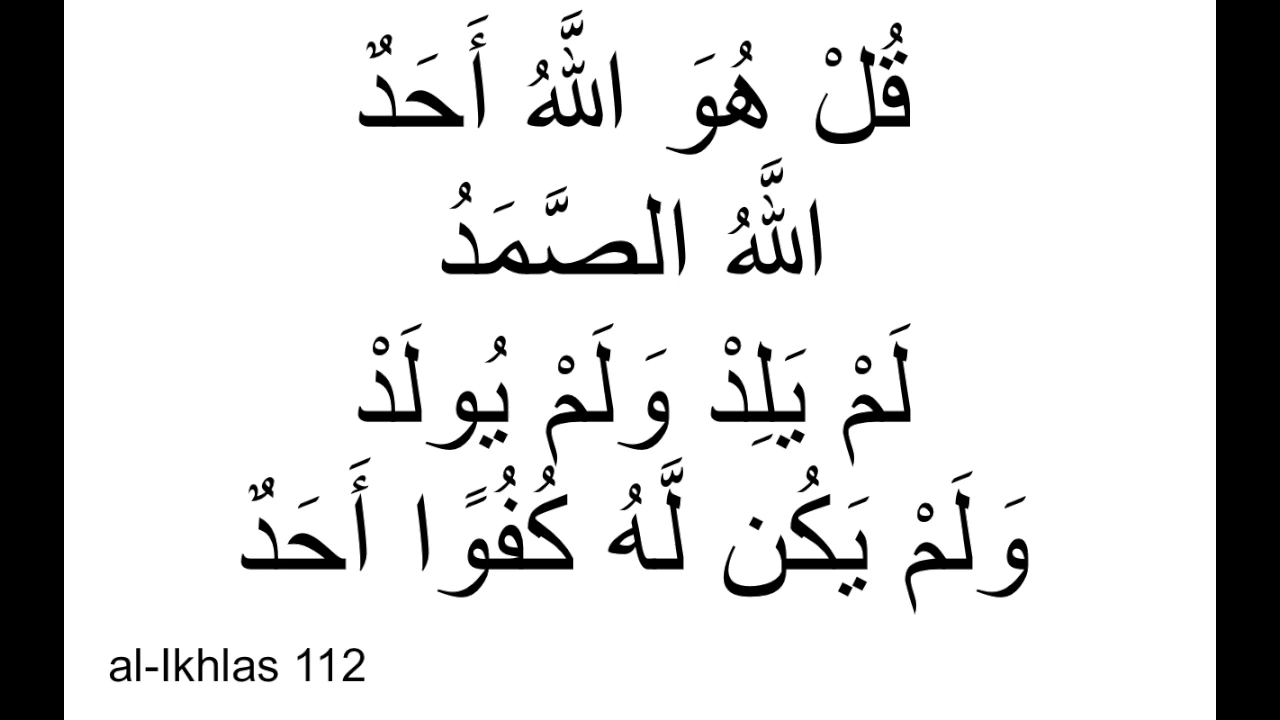 قُلْ هُوَ اللَّهُ أَحَدٌ
اللَّهُ الصَّمَدُ
لَمْ يَلِدْ وَلَمْ يُولَدْ
وَلَمْ يَكُن لَّهُ كُفُوًا أَحَدٌ
al-Ikhlas 112